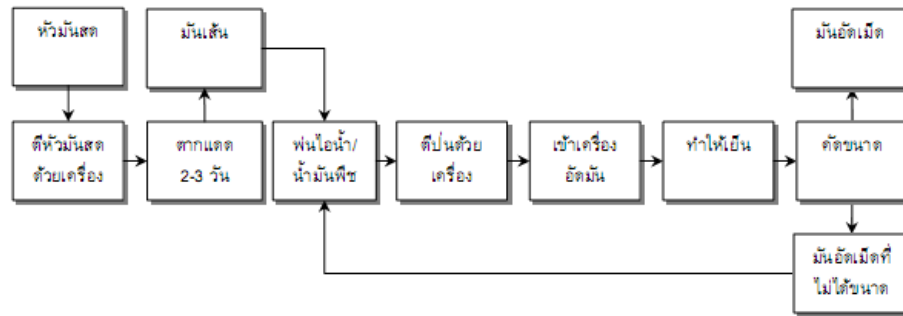 หัวมันสด
มันเส้น
มันอัดเม็ด
ตีหัวมันสด
ด้วยเครื่อง
ตากแดด
2-3 วัน
พ่นไอน้ำ/
น้ำมันพืช
ตีป่นด้วย
เครื่อง
เข้าเครื่อง
อัดมัน
ทำให้เย็น
คัดขนาด
มันอัดเม็ดที่
ไม่ได้ขนาด